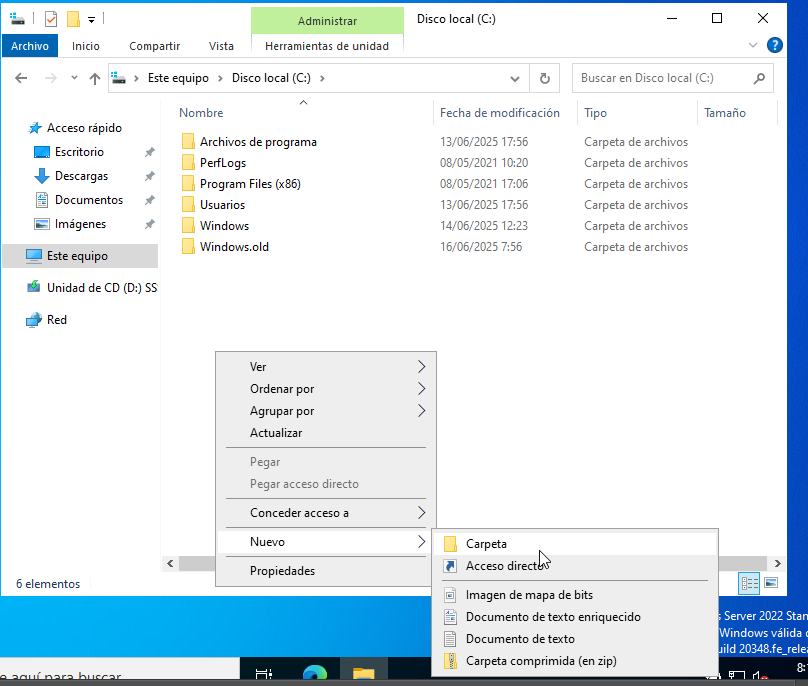 Administrar
Disco local (C:)
Archivo
Inicio
Compartir
Vista
Herramientas de unidad
?
Este equipo > Disco local (C:) >
Buscar en Disco local (C:)
Nombre
Fecha de modificación
Tipo
Tamaño
Acceso rápido
Escritorio
Descargas
Documentos
Imágenes
Este equipo
Unidad de CD (D:) SS
Red
Archivos de programa 13/06/2025 17:56 Carpeta de archivos
PerfLogs 08/05/2021 10:20 Carpeta de archivos
Program Files (x86) 08/05/2021 17:06 Carpeta de archivos
Usuarios 13/06/2025 17:56 Carpeta de archivos
Windows 14/06/2025 12:23 Carpeta de archivos
Windows.old 16/06/2025 7:56 Carpeta de archivos
Ver
Ordenar por
Agrupar por
Actualizar
Pegar
Pegar acceso directo
Conceder acceso a
Nuevo
Propiedades
Carpeta
Acceso directo
Imagen de mapa de bits
Documento de texto enriquecido
Documento de texto
Carpeta comprimida (en zip)
6 elementos
s Server 2022 Stan
Windows válida
uild 20348.fe_relea
e aquí para buscar
8: